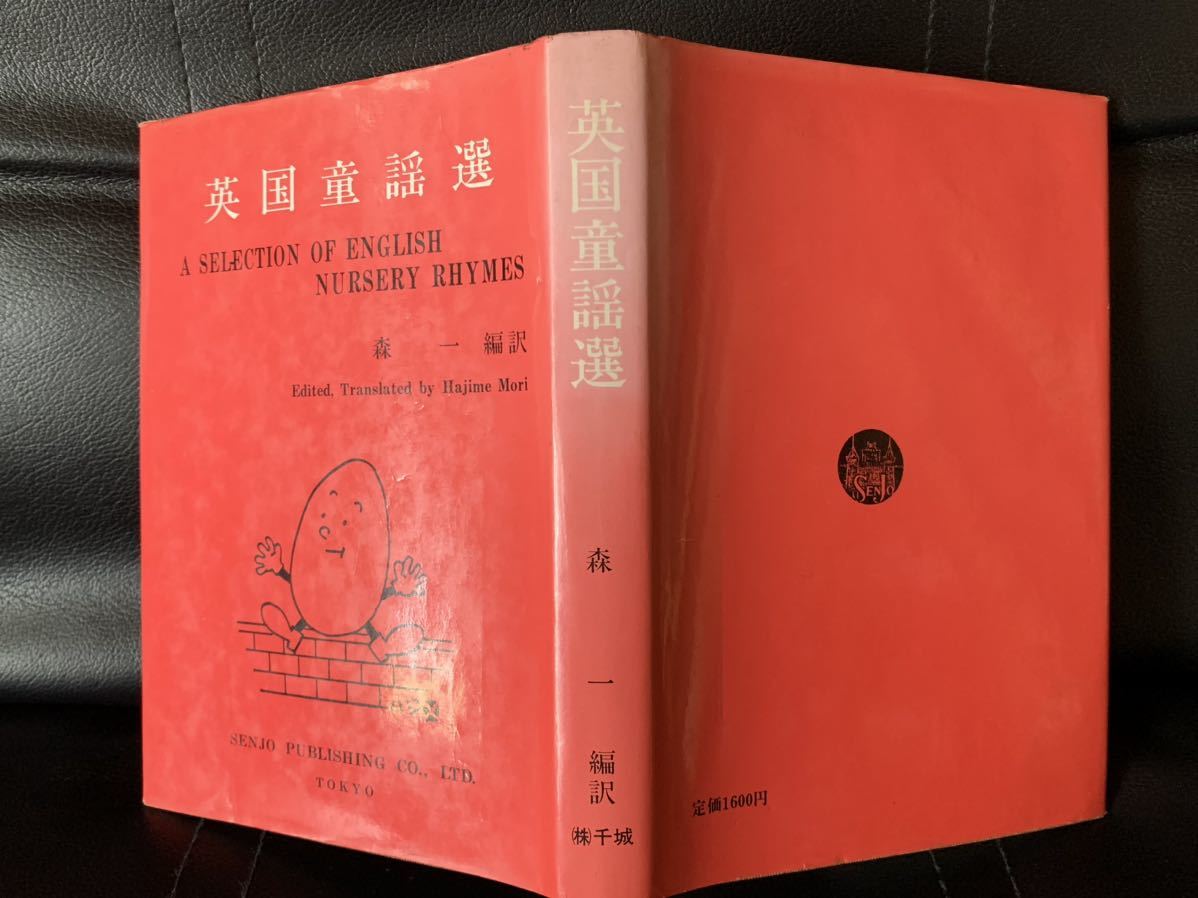 英国童謡選
A SELECTION OF ENGLISH
NURSERY RHYMES
森 一 編訳
Edited, Translated by Hajime Mori
SENJO PUBLISHING CO., LTD.
TOKYO
英国童謡選
森 一 編訳
㈱千城
SENJO
定価1600円